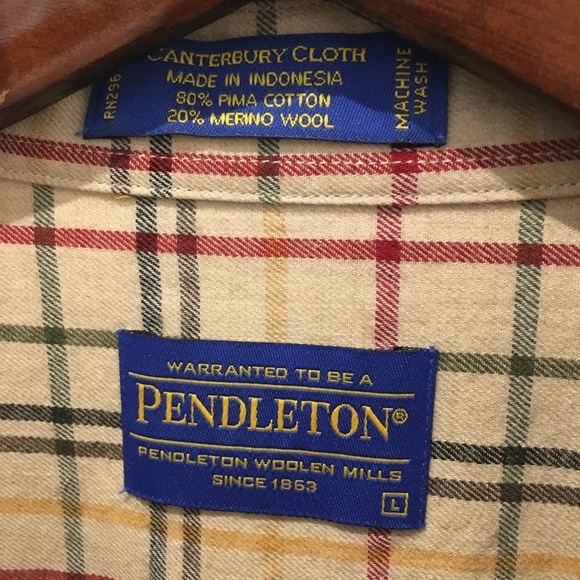 CANTERBURY CLOTH
MADE IN INDONESIA
80% PIMA COTTON
20% MERINO WOOL
MACHINE
WASH
WARRANTED TO BE A
PENDLETON®
PENDLETON WOOLEN MILLS
SINCE 1863
L